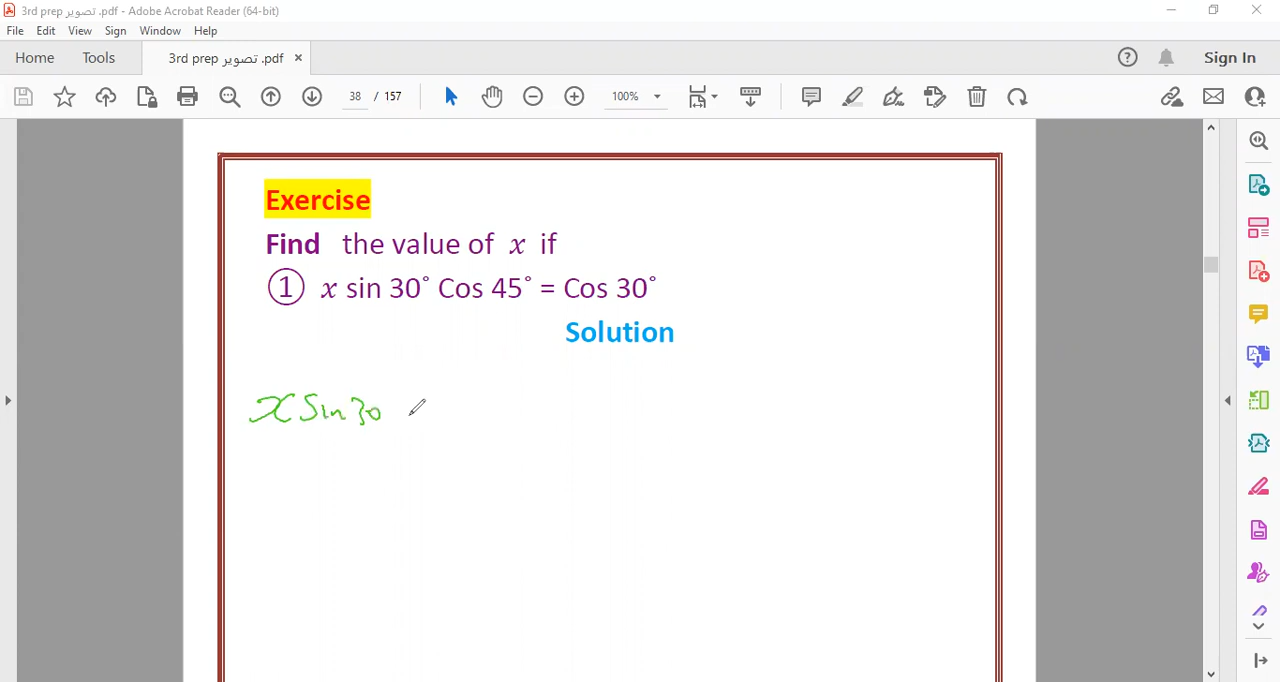 3rd prep تصوير .pdf - Adobe Acrobat Reader (64-bit)
File Edit View Sign Window Help
Home Tools 3rd prep تصوير .pdf × Sign In
38 / 157 100%
Exercise
Find the value of x if
① x sin 30° Cos 45° = Cos 30°
Solution
x Sin 30